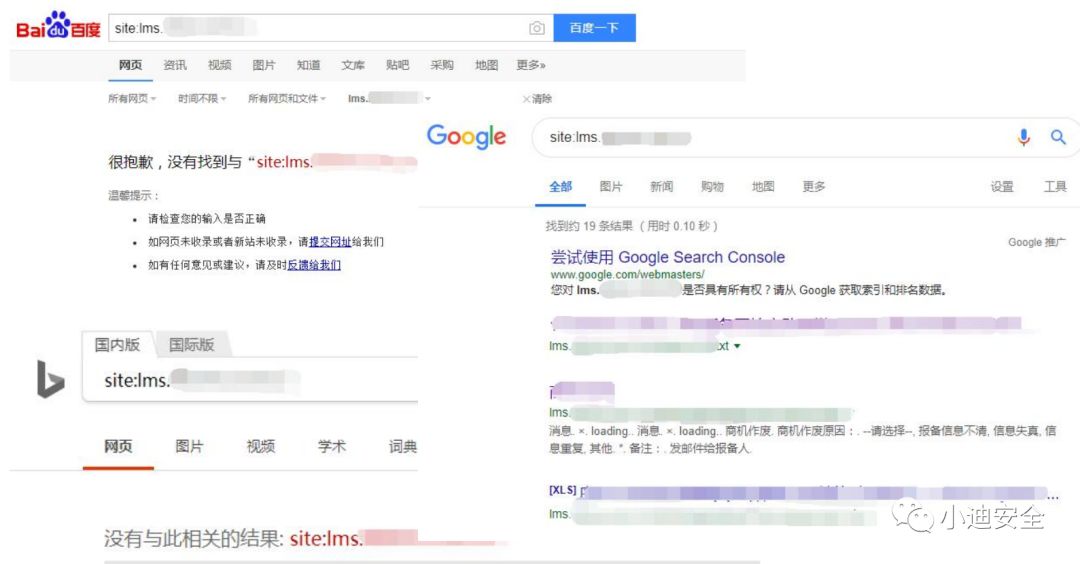 Bai du 百度 site:lms. 百度一下
网页 资讯 视频 图片 知道 文库 贴吧 采购 地图 更多»
所有网页 时间不限 所有网页和文件 lms. ×清除
很抱歉，没有找到与 “site:lms.
温馨提示：
• 请检查您的输入是否正确
• 如网页未收录或者新站未收录，请提交网址给我们
• 如有任何意见或建议，请及时反馈给我们
国内版 国际版
site:lms.
网页 图片 视频 学术 词典
没有与此相关的结果: site:lms.
Google site:lms.
全部 图片 新闻 购物 地图 更多 设置 工具
找到约 19 条结果 （用时 0.10 秒）
Google 推广
尝试使用 Google Search Console
www.google.com/webmasters/
您对 lms. 是否具有所有权？请从 Google 获取索引和排名数据。
lms. xt
lms.
消息. ×. loading.. 消息. ×. loading.. 商机作废. 商机作废原因：. --请选择--, 报备信息不清, 信息失真, 信
息重复, 其他. *. 备注：. 发邮件给报备人.
[XLS] ...
lms.
小迪安全